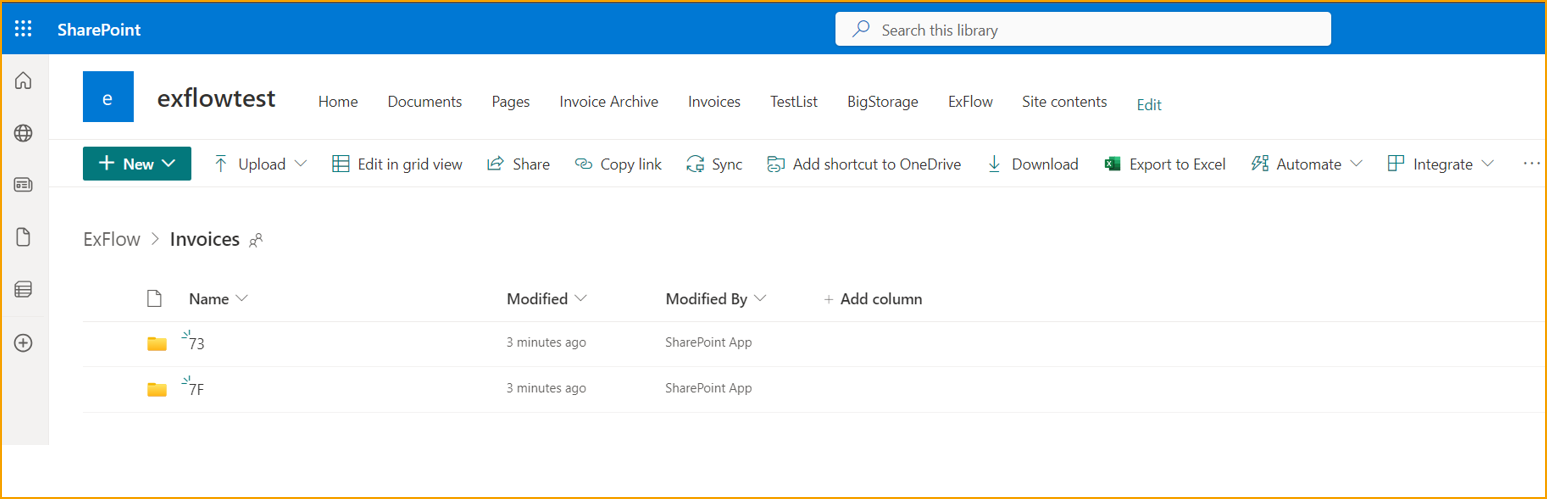 SharePoint
Search this library
e
exflowtest
Home Documents Pages Invoice Archive Invoices TestList BigStorage ExFlow Site contents Edit
New Upload Edit in grid view Share Copy link Sync Add shortcut to OneDrive Download Export to Excel Automate Integrate ...
ExFlow > Invoices
Name Modified Modified By + Add column
73 3 minutes ago SharePoint App
7F 3 minutes ago SharePoint App